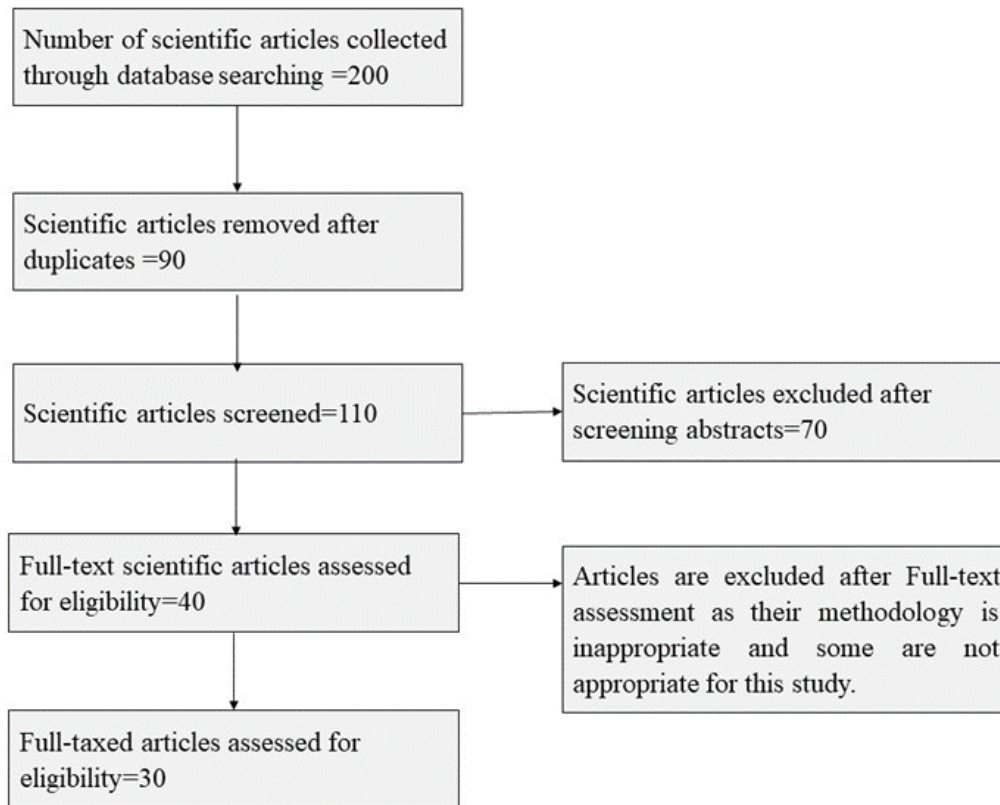 Number of scientific articles collected
through database searching =200
Scientific articles removed after
duplicates =90
Scientific articles screened=110
Scientific articles excluded after
screening abstracts=70
Full-text scientific articles assessed
for eligibility=40
Articles are excluded after Full-text
assessment as their methodology is
inappropriate and some are not
appropriate for this study.
Full-taxed articles assessed for
eligibility=30